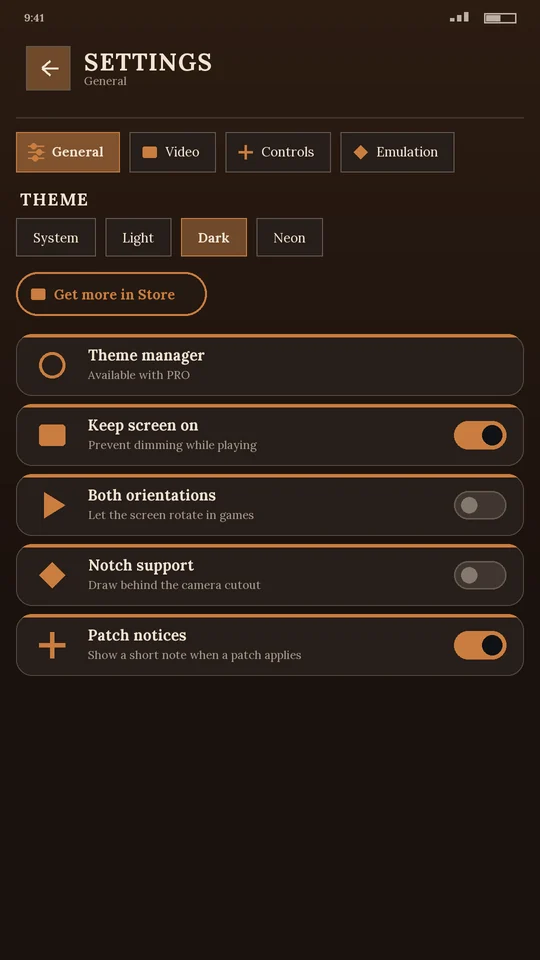 9:41
SETTINGS
General
General
Video
Controls
Emulation
THEME
System
Light
Dark
Neon
Get more in Store
Theme manager
Available with PRO
Keep screen on
Prevent dimming while playing
Both orientations
Let the screen rotate in games
Notch support
Draw behind the camera cutout
Patch notices
Show a short note when a patch applies